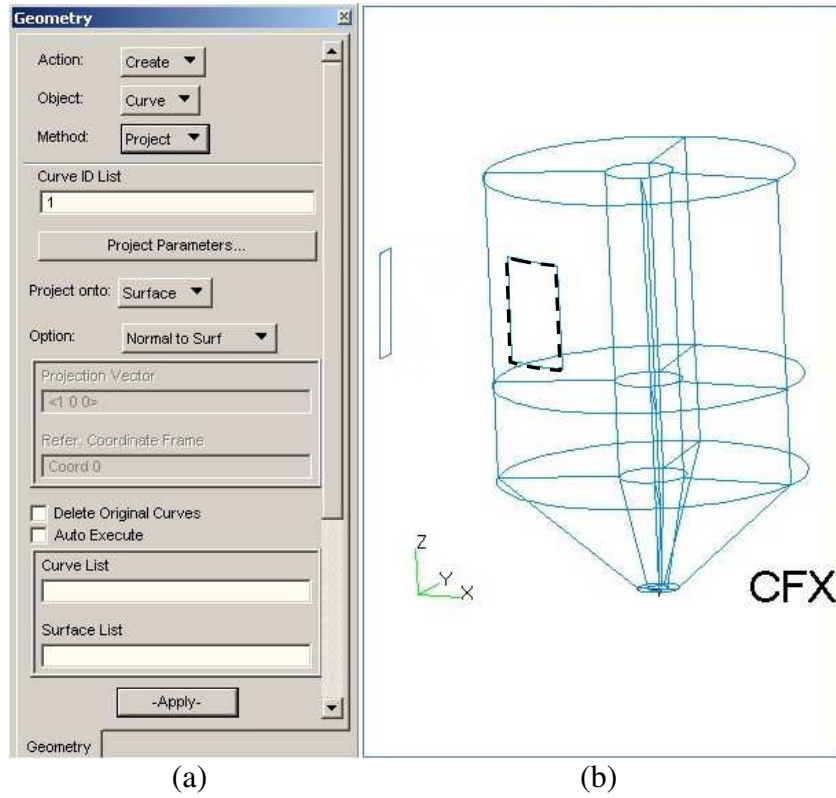 Geometry
Action: Create
Object: Curve
Method: Project
Curve ID List
1
Project Parameters...
Project onto: Surface
Option: Normal to Surf
Projection Vector
<1 0 0>
Refer. Coordinate Frame
Coord 0
Delete Original Curves
Auto Execute
Curve List
Surface List
-Apply-
Geometry
Z
Y
X
CFX
(a)
(b)